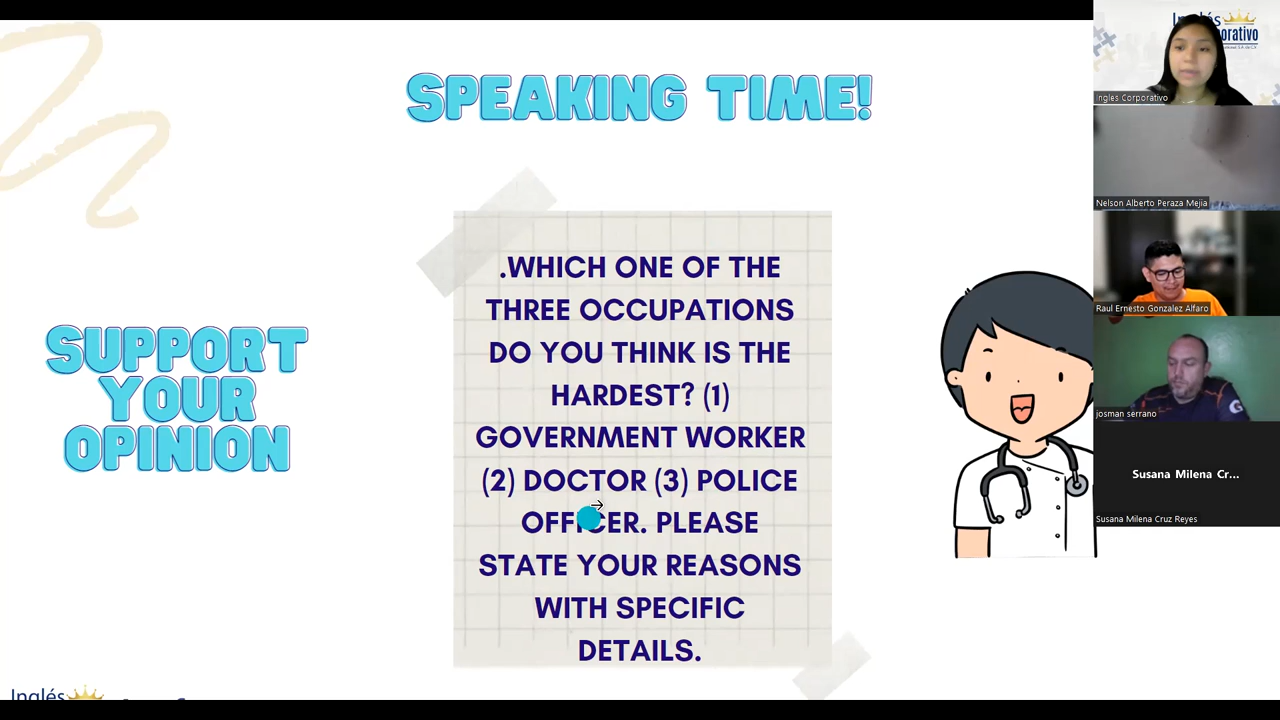 SPEAKING TIME!
SUPPORT
YOUR
OPINION
.WHICH ONE OF THE
THREE OCCUPATIONS
DO YOU THINK IS THE
HARDEST? (1)
GOVERNMENT WORKER
(2) DOCTOR (3) POLICE
OFFICER. PLEASE
STATE YOUR REASONS
WITH SPECIFIC
DETAILS.
Ingles Corporativo
Nelson Alberto Peraza Mejia
Raul Ernesto Gonzalez Alfaro
josman serrano
Susana Milena Cr...
Susana Milena Cruz Reyes
Inglés